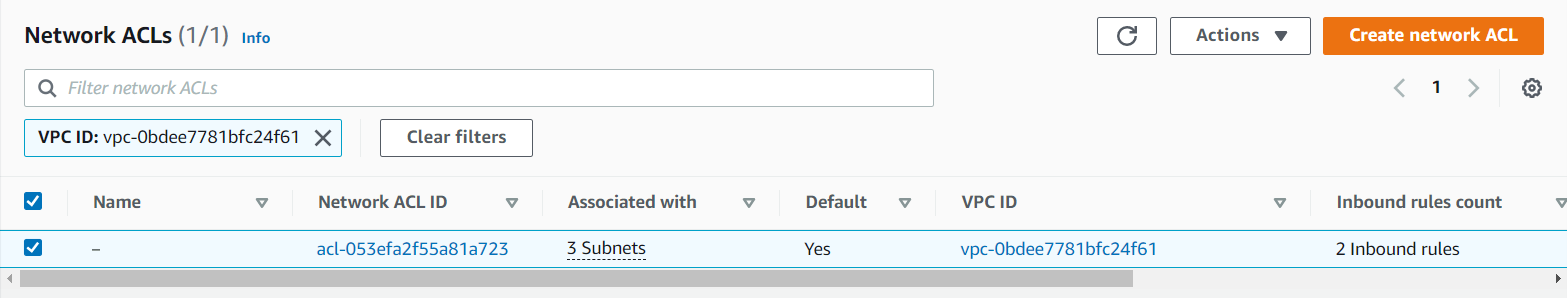 Network ACLs (1/1) Info
Actions
Create network ACL
Filter network ACLs
1
VPC ID: vpc-0bdee7781bfc24f61
Clear filters
Name Network ACL ID Associated with Default VPC ID Inbound rules count
– acl-053efa2f55a81a723 3 Subnets Yes vpc-0bdee7781bfc24f61 2 Inbound rules